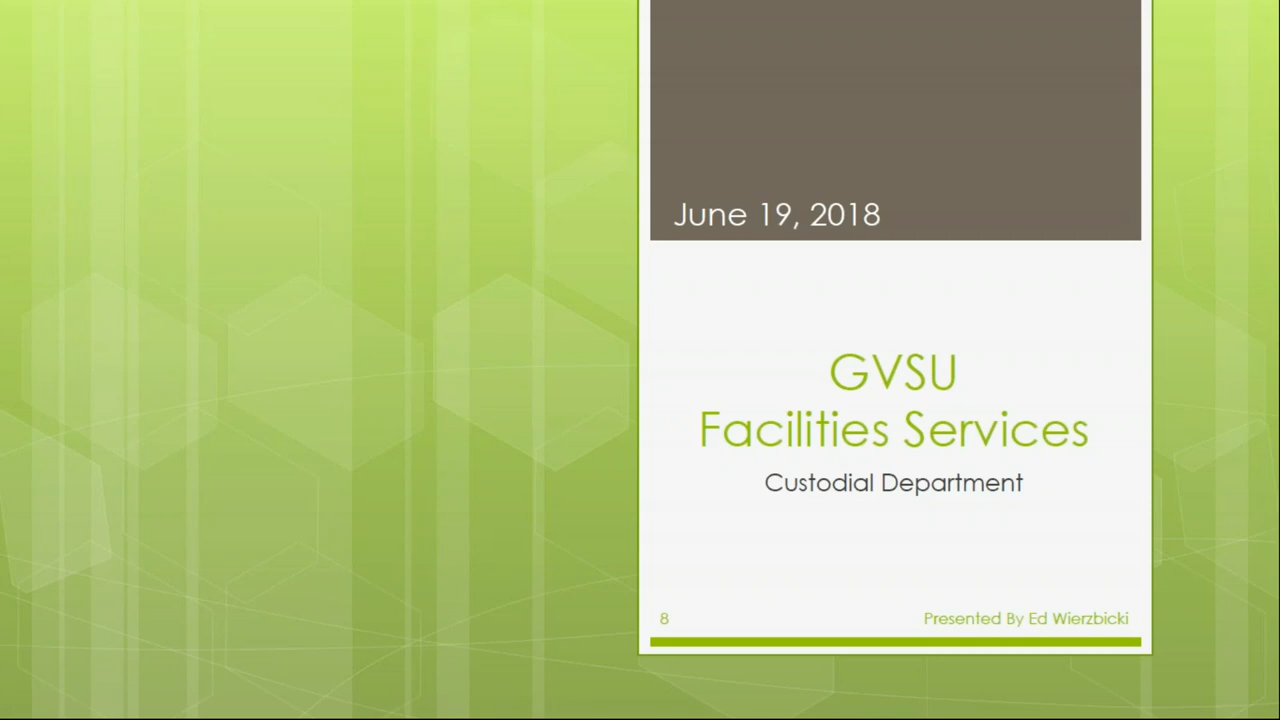 June 19, 2018
GVSU
Facilities Services
Custodial Department
8
Presented By Ed Wierzbicki